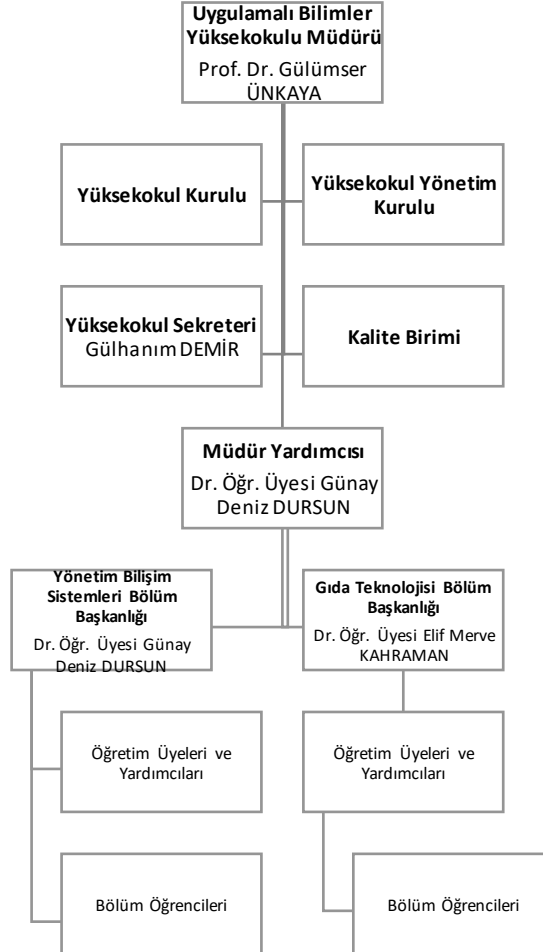 Uygulamalı Bilimler
Yüksekokulu Müdürü
Prof. Dr. Gülümser
ÜNKAYA
Yüksekokul Kurulu
Yüksekokul Yönetim
Kurulu
Yüksekokul Sekreteri
Gülhanım DEMİR
Kalite Birimi
Müdür Yardımcısı
Dr. Öğr. Üyesi Günay
Deniz DURSUN
Yönetim Bilişim
Sistemleri Bölüm
Başkanlığı
Dr. Öğr. Üyesi Günay
Deniz DURSUN
Gıda Teknolojisi Bölüm
Başkanlığı
Dr. Öğr. Üyesi Elif Merve
KAHRAMAN
Öğretim Üyeleri ve
Yardımcıları
Öğretim Üyeleri ve
Yardımcıları
Bölüm Öğrencileri
Bölüm Öğrencileri